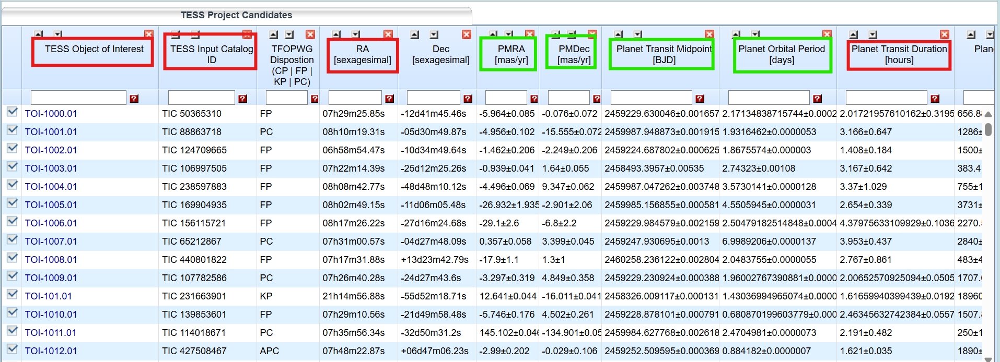 TESS Project Candidates
TESS Object of Interest
TESS Input Catalog ID
TFOPWG Dispostion (CP | FP | KP | PC)
RA [sexagesimal]
Dec [sexagesimal]
PMRA [mas/yr]
PMDec [mas/yr]
Planet Transit Midpoint [BJD]
Planet Orbital Period [days]
Planet Transit Duration [hours]
Plan
TOI-1000.01 TIC 50365310 FP 07h29m25.85s -12d41m45.46s -5.964±0.085 -0.076±0.072 2459229.630046±0.001657 2.17134838715744±0.0002 2.01721957610162±0.3195 656.88
TOI-1001.01 TIC 88863718 PC 08h10m19.31s -05d30m49.87s -4.956±0.102 -15.555±0.072 2459987.948873±0.001915 1.9316462±0.0000053 3.166±0.647 1286±
TOI-1002.01 TIC 124709665 FP 06h58m54.47s -10d34m49.64s -1.462±0.206 -2.249±0.206 2459224.687802±0.000625 1.8675574±0.000003 1.408±0.184 1500±
TOI-1003.01 TIC 106997505 FP 07h22m14.39s -25d12m25.26s -0.939±0.041 1.64±0.055 2458493.3957±0.00535 2.74323±0.00108 3.167±0.642 383.4
TOI-1004.01 TIC 238597883 FP 08h08m42.77s -48d48m10.12s -4.496±0.069 9.347±0.062 2459987.047262±0.003748 3.5730141±0.0000128 3.37±1.029 755±1
TOI-1005.01 TIC 169904935 FP 08h02m49.15s -11d06m05.48s -26.932±1.935 -2.901±2.06 2459985.156855±0.000581 4.5505945±0.0000031 2.654±0.339 3731±
TOI-1006.01 TIC 156115721 FP 08h17m26.22s -27d16m24.68s -29.1±2.6 -6.8±2.2 2459229.984579±0.002159 2.50479182514848±0.0004 4.37975633109929±0.1036 2270.
TOI-1007.01 TIC 65212867 PC 07h31m00.57s -04d27m48.09s 0.357±0.058 3.399±0.045 2459247.930695±0.0013 6.9989206±0.0000137 3.953±0.437 2840±
TOI-1008.01 TIC 440801822 FP 07h17m31.88s +13d23m42.79s -17.9±1.1 1.3±1 2460258.236122±0.002804 2.0483755±0.0000055 2.767±0.861 483±4
TOI-1009.01 TIC 107782586 PC 07h26m40.28s -24d27m43.6s -3.297±0.319 4.849±0.358 2459229.230924±0.000388 1.96002767390881±0.0000 2.00652570925094±0.0505 1707.
TOI-101.01 TIC 231663901 KP 21h14m56.88s -55d52m18.71s 12.641±0.044 -16.011±0.041 2458326.009117±0.000131 1.43036994965074±0.0000 1.61659940399439±0.0192 18960
TOI-1010.01 TIC 139853601 FP 07h29m10.56s -21d49m58.48s -5.746±0.176 4.502±0.261 2459228.878101±0.000791 0.680870199603779±0.000 2.46345632742384±0.0557 1507.
TOI-1011.01 TIC 114018671 PC 07h35m56.34s -32d50m31.2s 145.102±0.046 -134.901±0.05 2459984.627768±0.002618 2.4704981±0.0000073 2.191±0.482 250±1
TOI-1012.01 TIC 427508467 APC 07h48m22.87s +06d47m06.23s -2.99±0.202 -0.029±0.106 2459252.509595±0.000369 0.884182±0.0000007 1.621±0.035 1890±